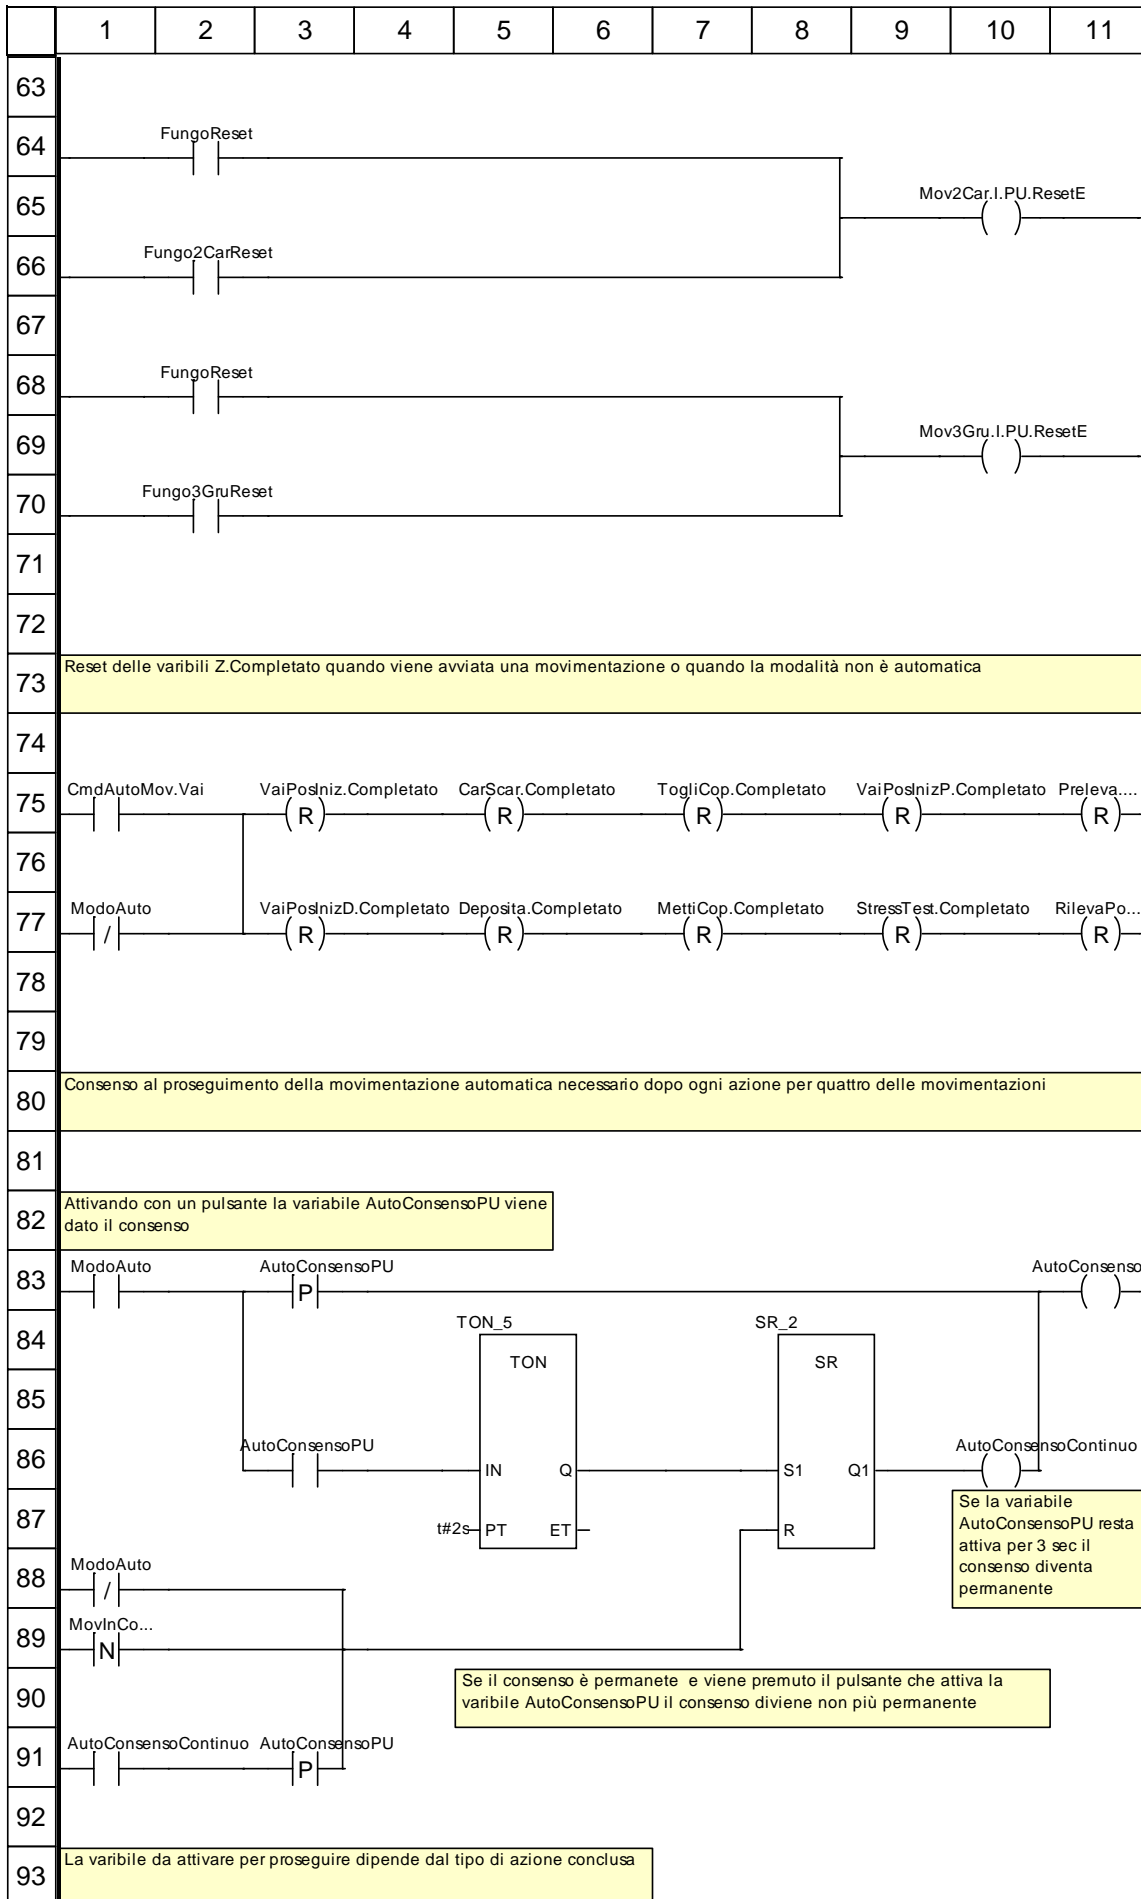 1 2 3 4 5 6 7 8 9 10 11
63
FungoReset
64
Mov2Car.I.PU.ResetE
65
( )
Fungo2CarReset
66
67
FungoReset
68
Mov3Gru.I.PU.ResetE
69
( )
Fungo3GruReset
70
71
72
Reset delle varibili Z.Completato quando viene avviata una movimentazione o quando la modalità non è automatica
73
74
CmdAutoMov.Vai VaiPosIniz.Completato CarScar.Completato TogliCop.Completato VaiPosInizP.Completato Preleva....
75
(R) (R) (R) (R) (R)
76
ModoAuto VaiPosInizD.Completato Deposita.Completato MettiCop.Completato StressTest.Completato RilevaPo...
77
/ (R) (R) (R) (R) (R)
78
79
Consenso al proseguimento della movimentazione automatica necessario dopo ogni azione per quattro delle movimentazioni
80
81
Attivando con un pulsante la variabile AutoConsensoPU viene
dato il consenso
82
ModoAuto AutoConsensoPU AutoConsenso
83
P ( )
84
TON_5 SR_2
TON SR
85
AutoConsensoPU AutoConsensoContinuo
86
IN Q S1 Q1 ( )
87
t#2s PT ET R
Se la variabile
AutoConsensoPU resta
attiva per 3 sec il
consenso diventa
permanente
ModoAuto
88
/
MovInCo...
89
N
90
Se il consenso è permanete e viene premuto il pulsante che attiva la
varibile AutoConsensoPU il consenso diviene non più permanente
AutoConsensoContinuo AutoConsensoPU
91
P
92
La varibile da attivare per proseguire dipende dal tipo di azione conclusa
93